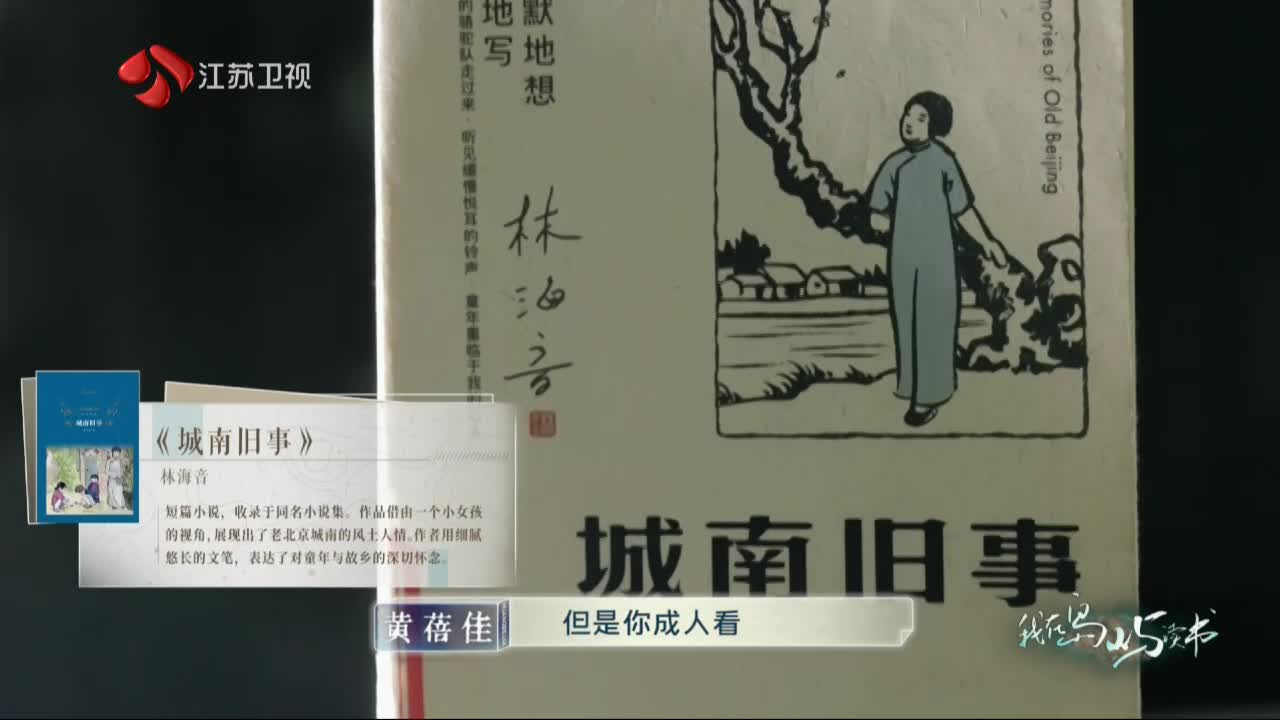 江苏卫视
默地想
地写
的骆驼队走过来,听见缓慢悦耳的铃声,童年重临于我
林海音
mories of Old Beijing
城南旧事
城南旧事
《城南旧事》
林海音
短篇小说,收录于同名小说集。作品借由一个小女孩
的视角,展现出了老北京城南的风土人情。作者用细腻
悠长的文笔,表达了对童年与故乡的深切怀念。
黄蓓佳
但是你成人看
我在岛屿读书